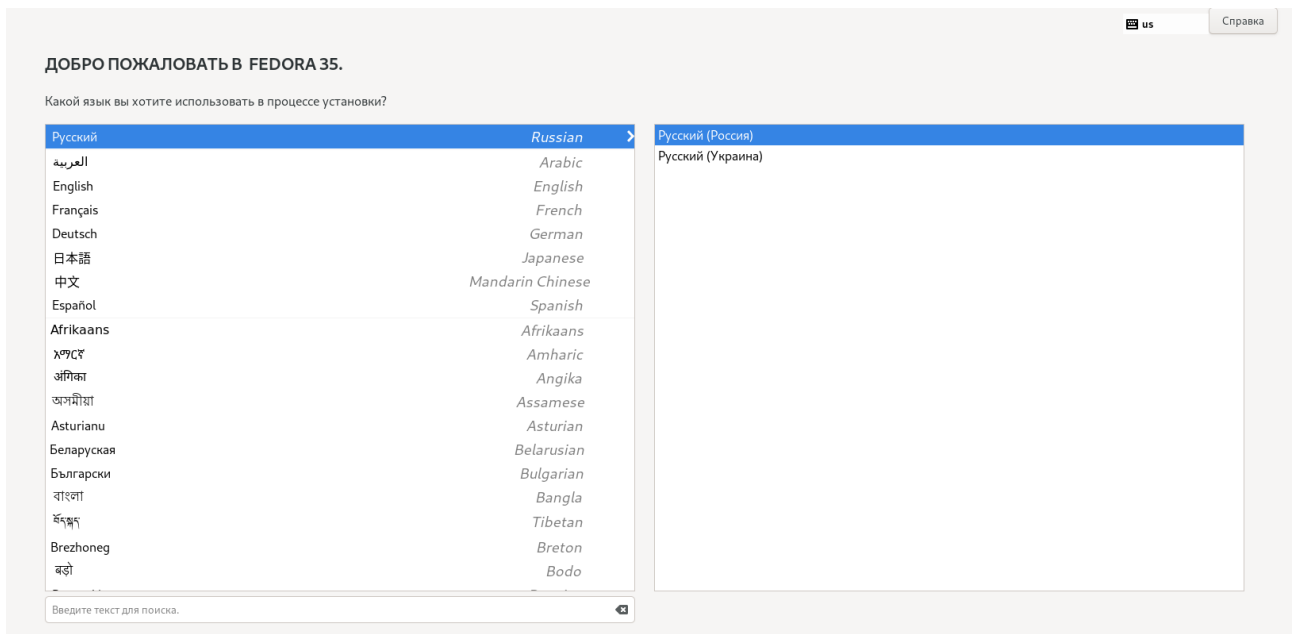 us Справка
ДОБРО ПОЖАЛОВАТЬ В FEDORA 35.
Какой язык вы хотите использовать в процессе установки?
Русский Russian Русский (Россия)
العربية Arabic Русский (Украина)
English English
Français French
Deutsch German
日本語 Japanese
中文 Mandarin Chinese
Español Spanish
Afrikaans Afrikaans
አማርኛ Amharic
अंगिका Angika
অসমীয়া Assamese
Asturianu Asturian
Беларуская Belarusian
Български Bulgarian
বাংলা Bangla
བོད་སྐད་ Tibetan
Brezhoneg Breton
बड़ो Bodo
Введите текст для поиска.